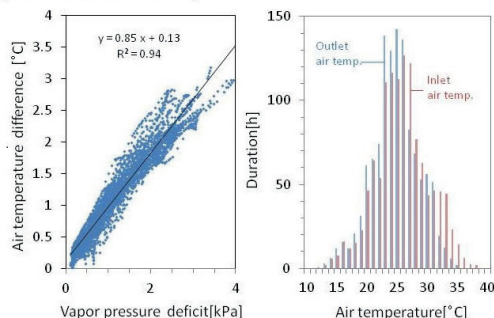 y = 0.85 x + 0.13
R² = 0.94
Air temperature difference [˚C]
4
3.5
3
2.5
2
1.5
1
0.5
0
0
2
4
Vapor pressure deficit[kPa]
Outlet
air temp.
Inlet
air temp.
Duration[h]
150
100
50
0
10
15
20
25
30
35
40
Air temperature[˚C]